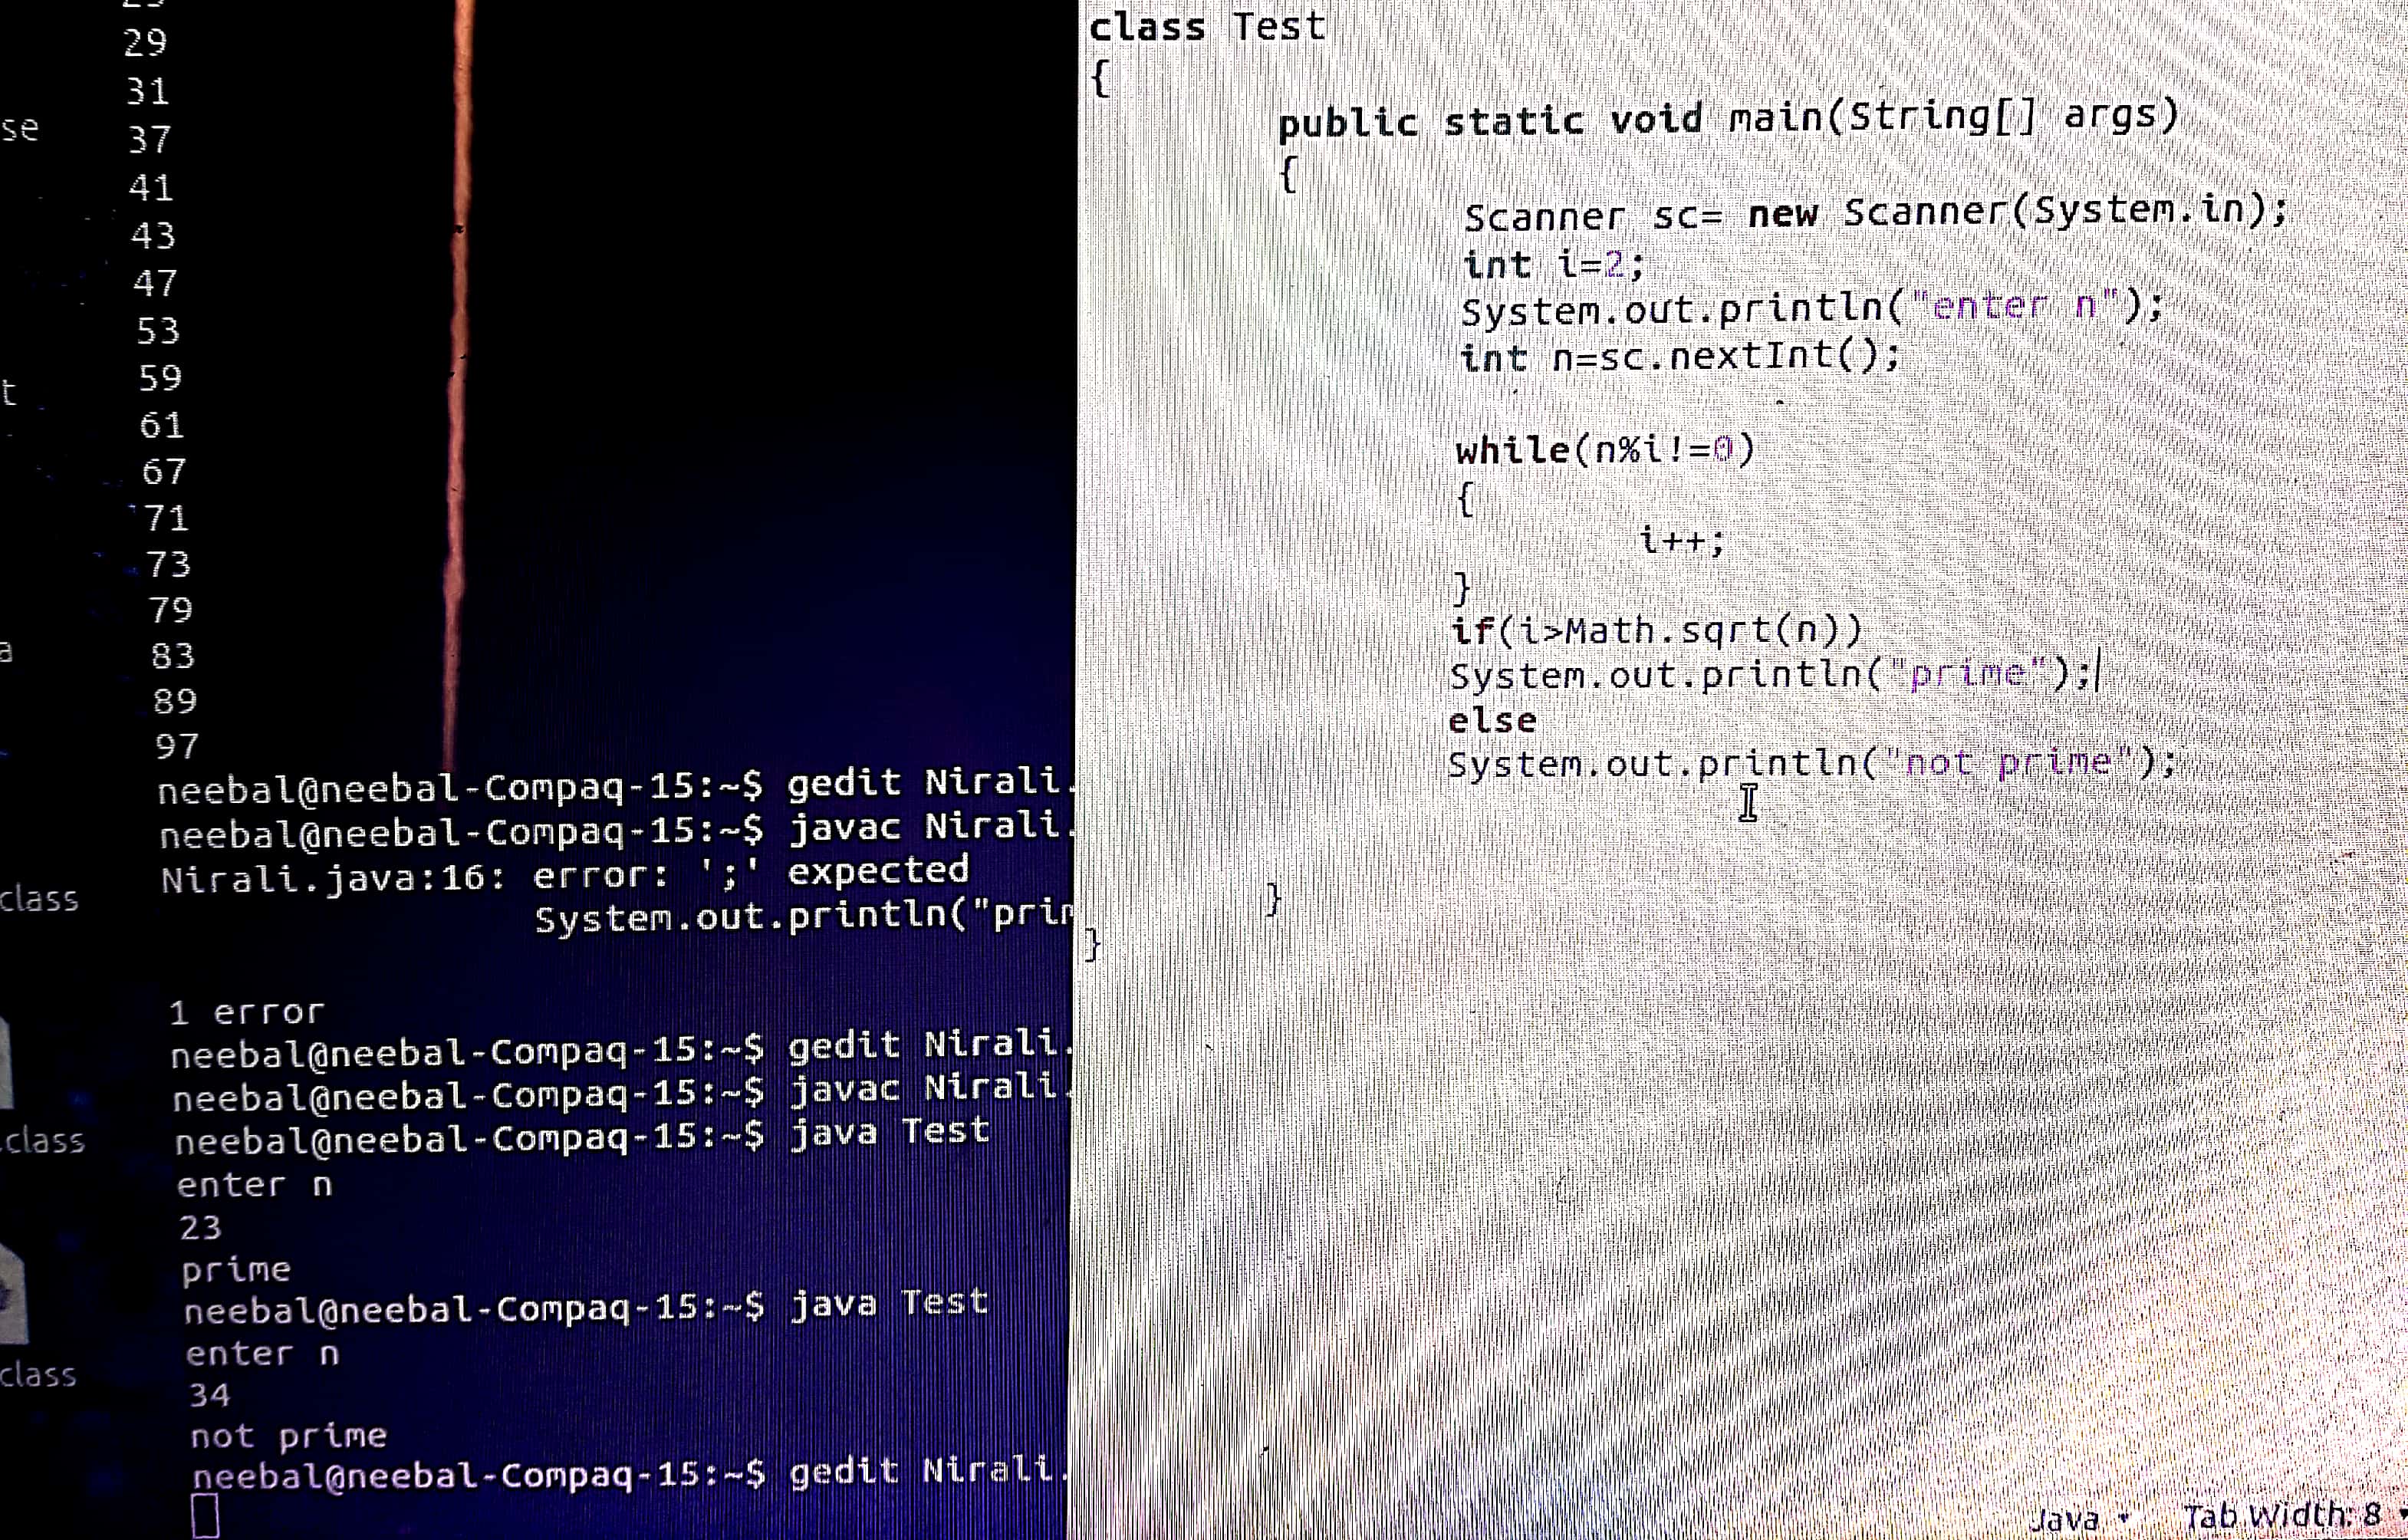 29
31
37
41
43
47
53
59
61
67
71
73
79
83
89
97
neebal@neebal-Compaq-15:~$ gedit Nirali.
neebal@neebal-Compaq-15:~$ javac Nirali.
Nirali.java:16: error: ';' expected
System.out.println("prin
1 error
neebal@neebal-Compaq-15:~$ gedit Nirali.
neebal@neebal-Compaq-15:~$ javac Nirali.
neebal@neebal-Compaq-15:~$ java Test
enter n
23
prime
neebal@neebal-Compaq-15:~$ java Test
enter n
34
not prime
neebal@neebal-Compaq-15:~$ gedit Nirali.
se
t
a
class
.class
class
class Test
{
public static void main(String[] args)
{
Scanner sc= new Scanner(System.in);
int i=2;
System.out.println("enter n");
int n=sc.nextInt();
while(n%i!=0)
{
i++;
}
if(i>Math.sqrt(n))
System.out.println("prime");
else
System.out.println("not prime");
}
}
Java Tab Width: 8